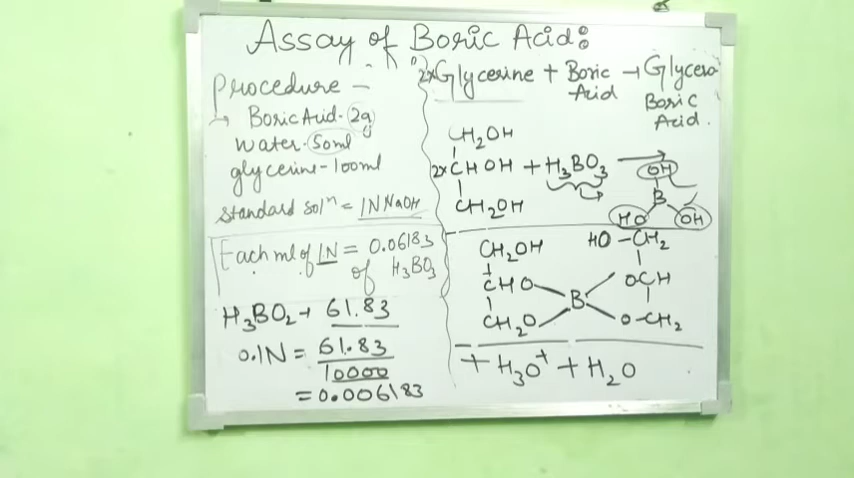 Assay of Boric Acid:
Procedure -
→ Boric Acid - 2g
water - 50ml
glycerine - 100ml
standard solⁿ = 1N NaOH
Each ml of 1N = 0.06183
of H₃BO₃
H₃BO₂ → 61.83
0.1N = 61.83
10000
= 0.006183
2x Glycerine + Boric → Glycero
Acid Boric
Acid.
CH₂OH
2x CHOH + H₃BO₃ →
CH₂OH
OH
B
HO OH
CH₂OH HO - CH₂
CHO B OCH
CH₂O O - CH₂
+ H₃O⁺ + H₂O